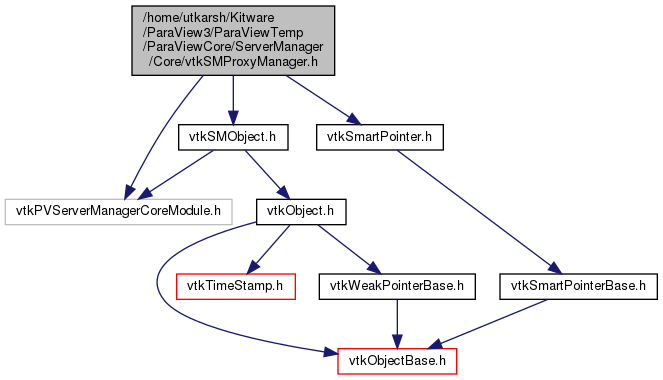 /home/utkarsh/Kitware
/ParaView3/ParaViewTemp
/ParaViewCore/ServerManager
/Core/vtkSMProxyManager.h
vtkSMObject.h
vtkSmartPointer.h
vtkPVServerManagerCoreModule.h
vtkObject.h
vtkTimeStamp.h
vtkWeakPointerBase.h
vtkSmartPointerBase.h
vtkObjectBase.h